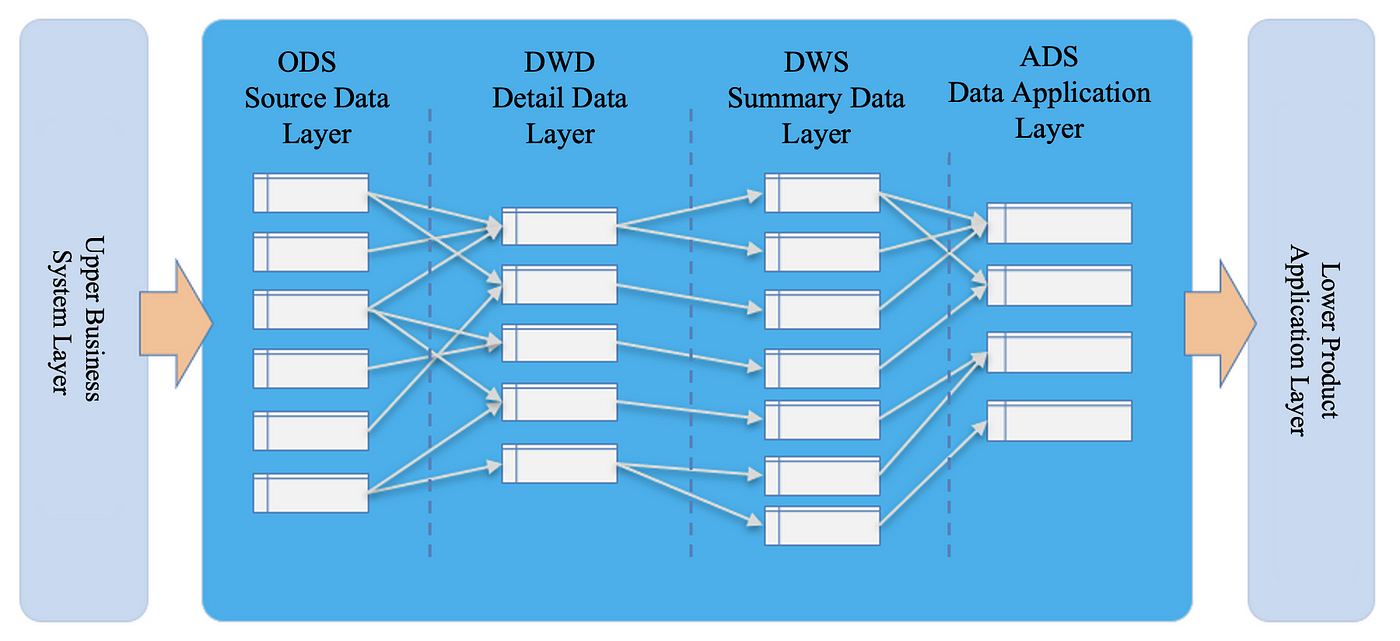 Upper Business
System Layer
ODS
Source Data
Layer
DWD
Detail Data
Layer
DWS
Summary Data
Layer
ADS
Data Application
Layer
Lower Product
Application Layer